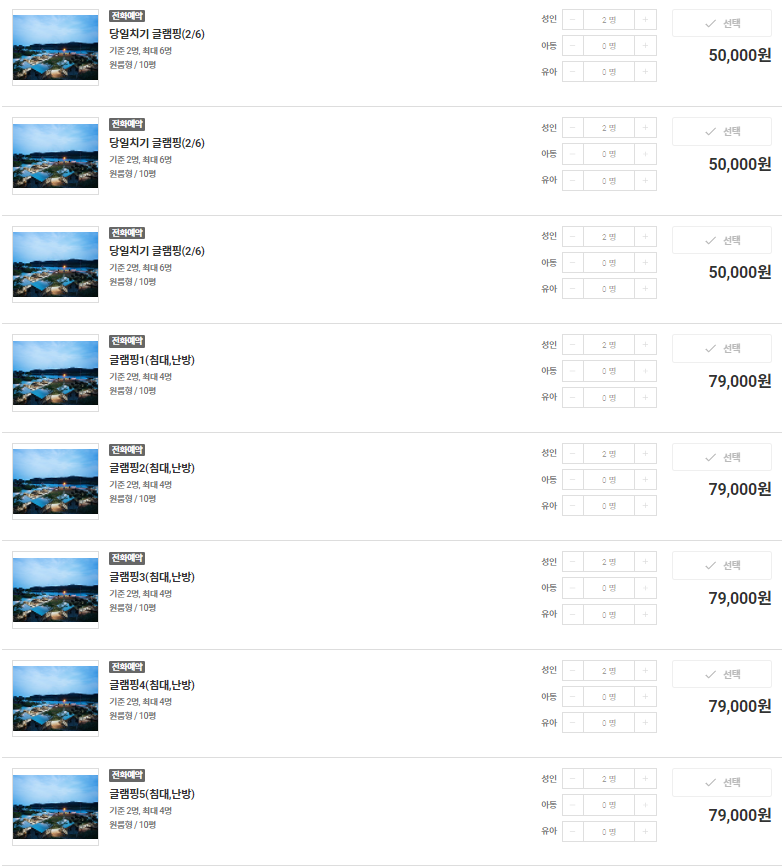 전화예약
당일치기 글램핑(2/6)
기준 2명, 최대 6명
원룸형 / 10평
성인 − 2 명 +
아동 − 0 명 +
유아 − 0 명 +
선택
50,000원
전화예약
당일치기 글램핑(2/6)
기준 2명, 최대 6명
원룸형 / 10평
성인 − 2 명 +
아동 − 0 명 +
유아 − 0 명 +
선택
50,000원
전화예약
당일치기 글램핑(2/6)
기준 2명, 최대 6명
원룸형 / 10평
성인 − 2 명 +
아동 − 0 명 +
유아 − 0 명 +
선택
50,000원
전화예약
글램핑1(침대,난방)
기준 2명, 최대 4명
원룸형 / 10평
성인 − 2 명 +
아동 − 0 명 +
유아 − 0 명 +
선택
79,000원
전화예약
글램핑2(침대,난방)
기준 2명, 최대 4명
원룸형 / 10평
성인 − 2 명 +
아동 − 0 명 +
유아 − 0 명 +
선택
79,000원
전화예약
글램핑3(침대,난방)
기준 2명, 최대 4명
원룸형 / 10평
성인 − 2 명 +
아동 − 0 명 +
유아 − 0 명 +
선택
79,000원
전화예약
글램핑4(침대,난방)
기준 2명, 최대 4명
원룸형 / 10평
성인 − 2 명 +
아동 − 0 명 +
유아 − 0 명 +
선택
79,000원
전화예약
글램핑5(침대,난방)
기준 2명, 최대 4명
원룸형 / 10평
성인 − 2 명 +
아동 − 0 명 +
유아 − 0 명 +
선택
79,000원